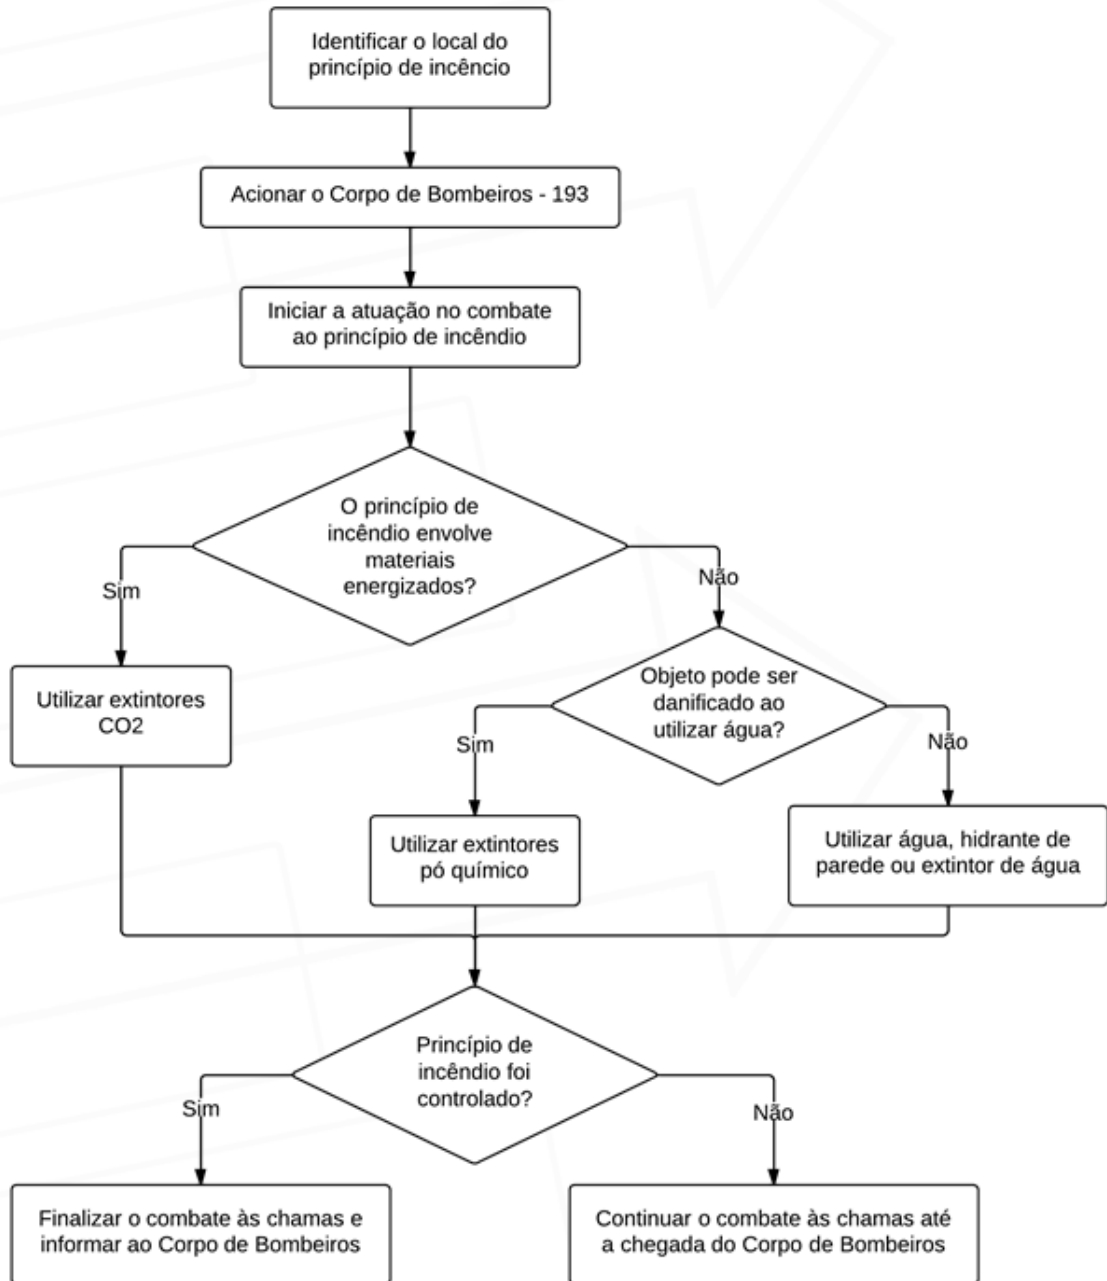 Identificar o local do
princípio de incêncio
Acionar o Corpo de Bombeiros - 193
Iniciar a atuação no combate
ao princípio de incêndio
O princípio de
incêndio envolve
materiais
energizados?
Sim
Não
Utilizar extintores
CO2
Objeto pode ser
danificado ao
utilizar água?
Sim
Não
Utilizar extintores
pó químico
Utilizar água, hidrante de
parede ou extintor de água
Princípio de
incêndio foi
controlado?
Sim
Não
Finalizar o combate às chamas e
informar ao Corpo de Bombeiros
Continuar o combate às chamas até
a chegada do Corpo de Bombeiros